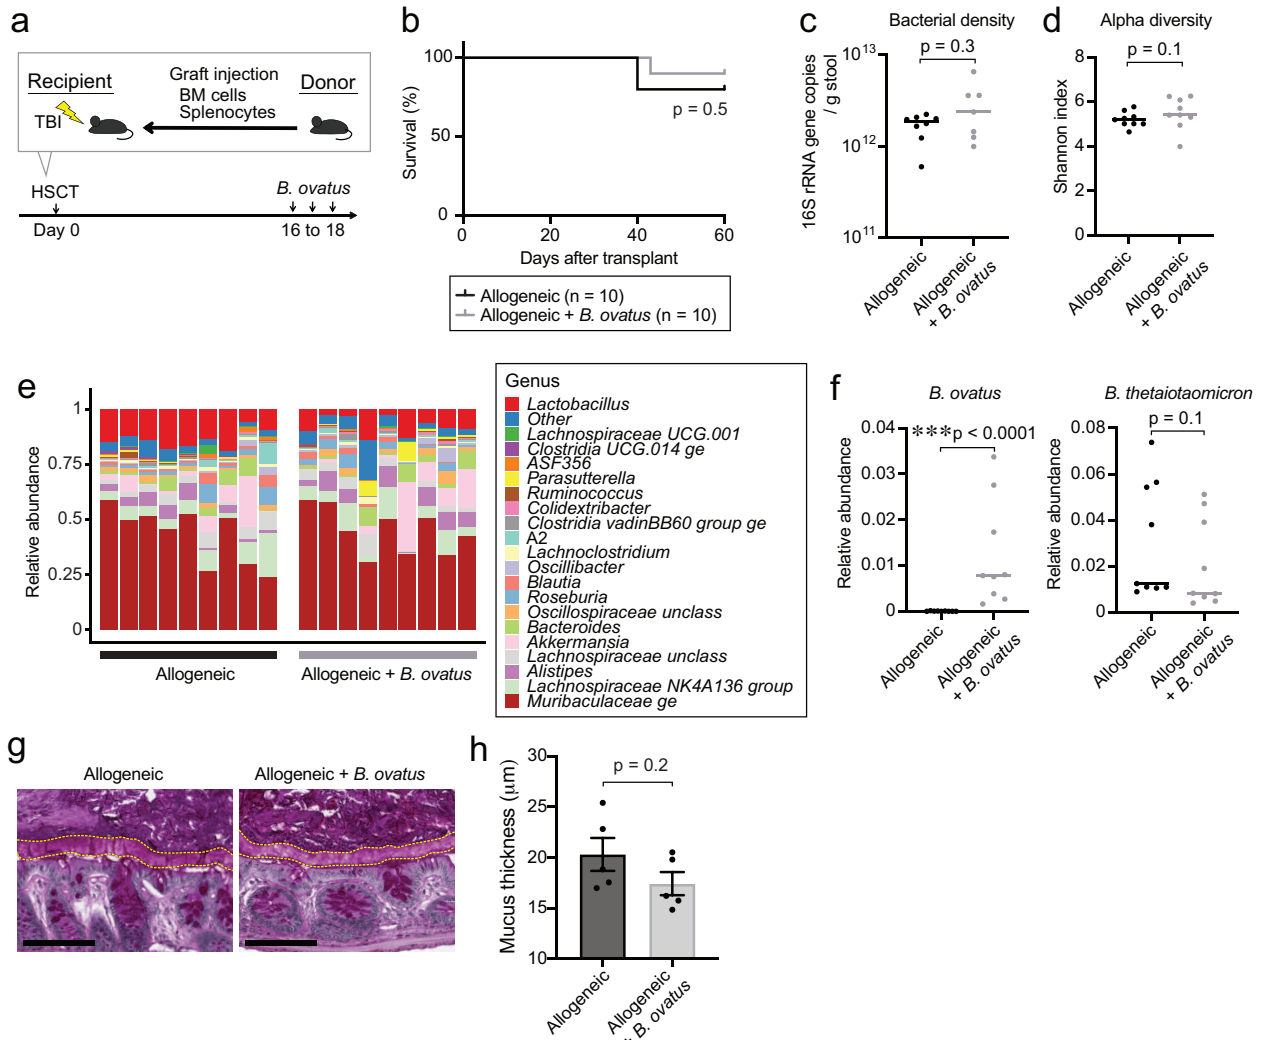 a
Recipient
TBI
Graft injection
BM cells
Splenocytes
Donor
HSCT
B. ovatus
Day 0
16 to 18
b
Survival (%)
100
50
0
p = 0.5
0
20
40
60
Days after transplant
Allogeneic (n = 10)
Allogeneic + B. ovatus (n = 10)
c
Bacterial density
p = 0.3
16S rRNA gene copies
/ g stool
10^13
10^12
10^11
Allogeneic
Allogeneic
+ B. ovatus
d
Alpha diversity
p = 0.1
Shannon index
8
6
4
2
0
Allogeneic
Allogeneic
+ B. ovatus
e
Relative abundance
1
0.75
0.5
0.25
0
Allogeneic
Allogeneic + B. ovatus
Genus
Lactobacillus
Other
Lachnospiraceae UCG.001
Clostridia UCG.014 ge
ASF356
Parasutterella
Ruminococcus
Colidextribacter
Clostridia vadinBB60 group ge
A2
Lachnoclostridium
Oscillibacter
Blautia
Roseburia
Oscillospiraceae unclass
Bacteroides
Akkermansia
Lachnospiraceae unclass
Alistipes
Lachnospiraceae NK4A136 group
Muribaculaceae ge
f
B. ovatus
***p < 0.0001
Relative abundance
0.04
0.03
0.02
0.01
0
Allogeneic
Allogeneic
+ B. ovatus
B. thetaiotaomicron
p = 0.1
Relative abundance
0.08
0.06
0.04
0.02
0
Allogeneic
Allogeneic
+ B. ovatus
g
Allogeneic
Allogeneic + B. ovatus
h
Mucus thickness (μm)
30
25
20
15
10
p = 0.2
Allogeneic
Allogeneic
+ B. ovatus